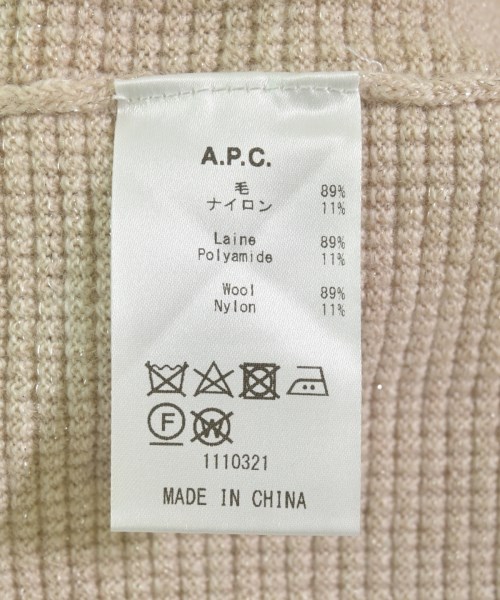 A.P.C.
毛 89%
ナイロン 11%
Laine 89%
Polyamide 11%
Wool 89%
Nylon 11%
F W
1110321
MADE IN CHINA